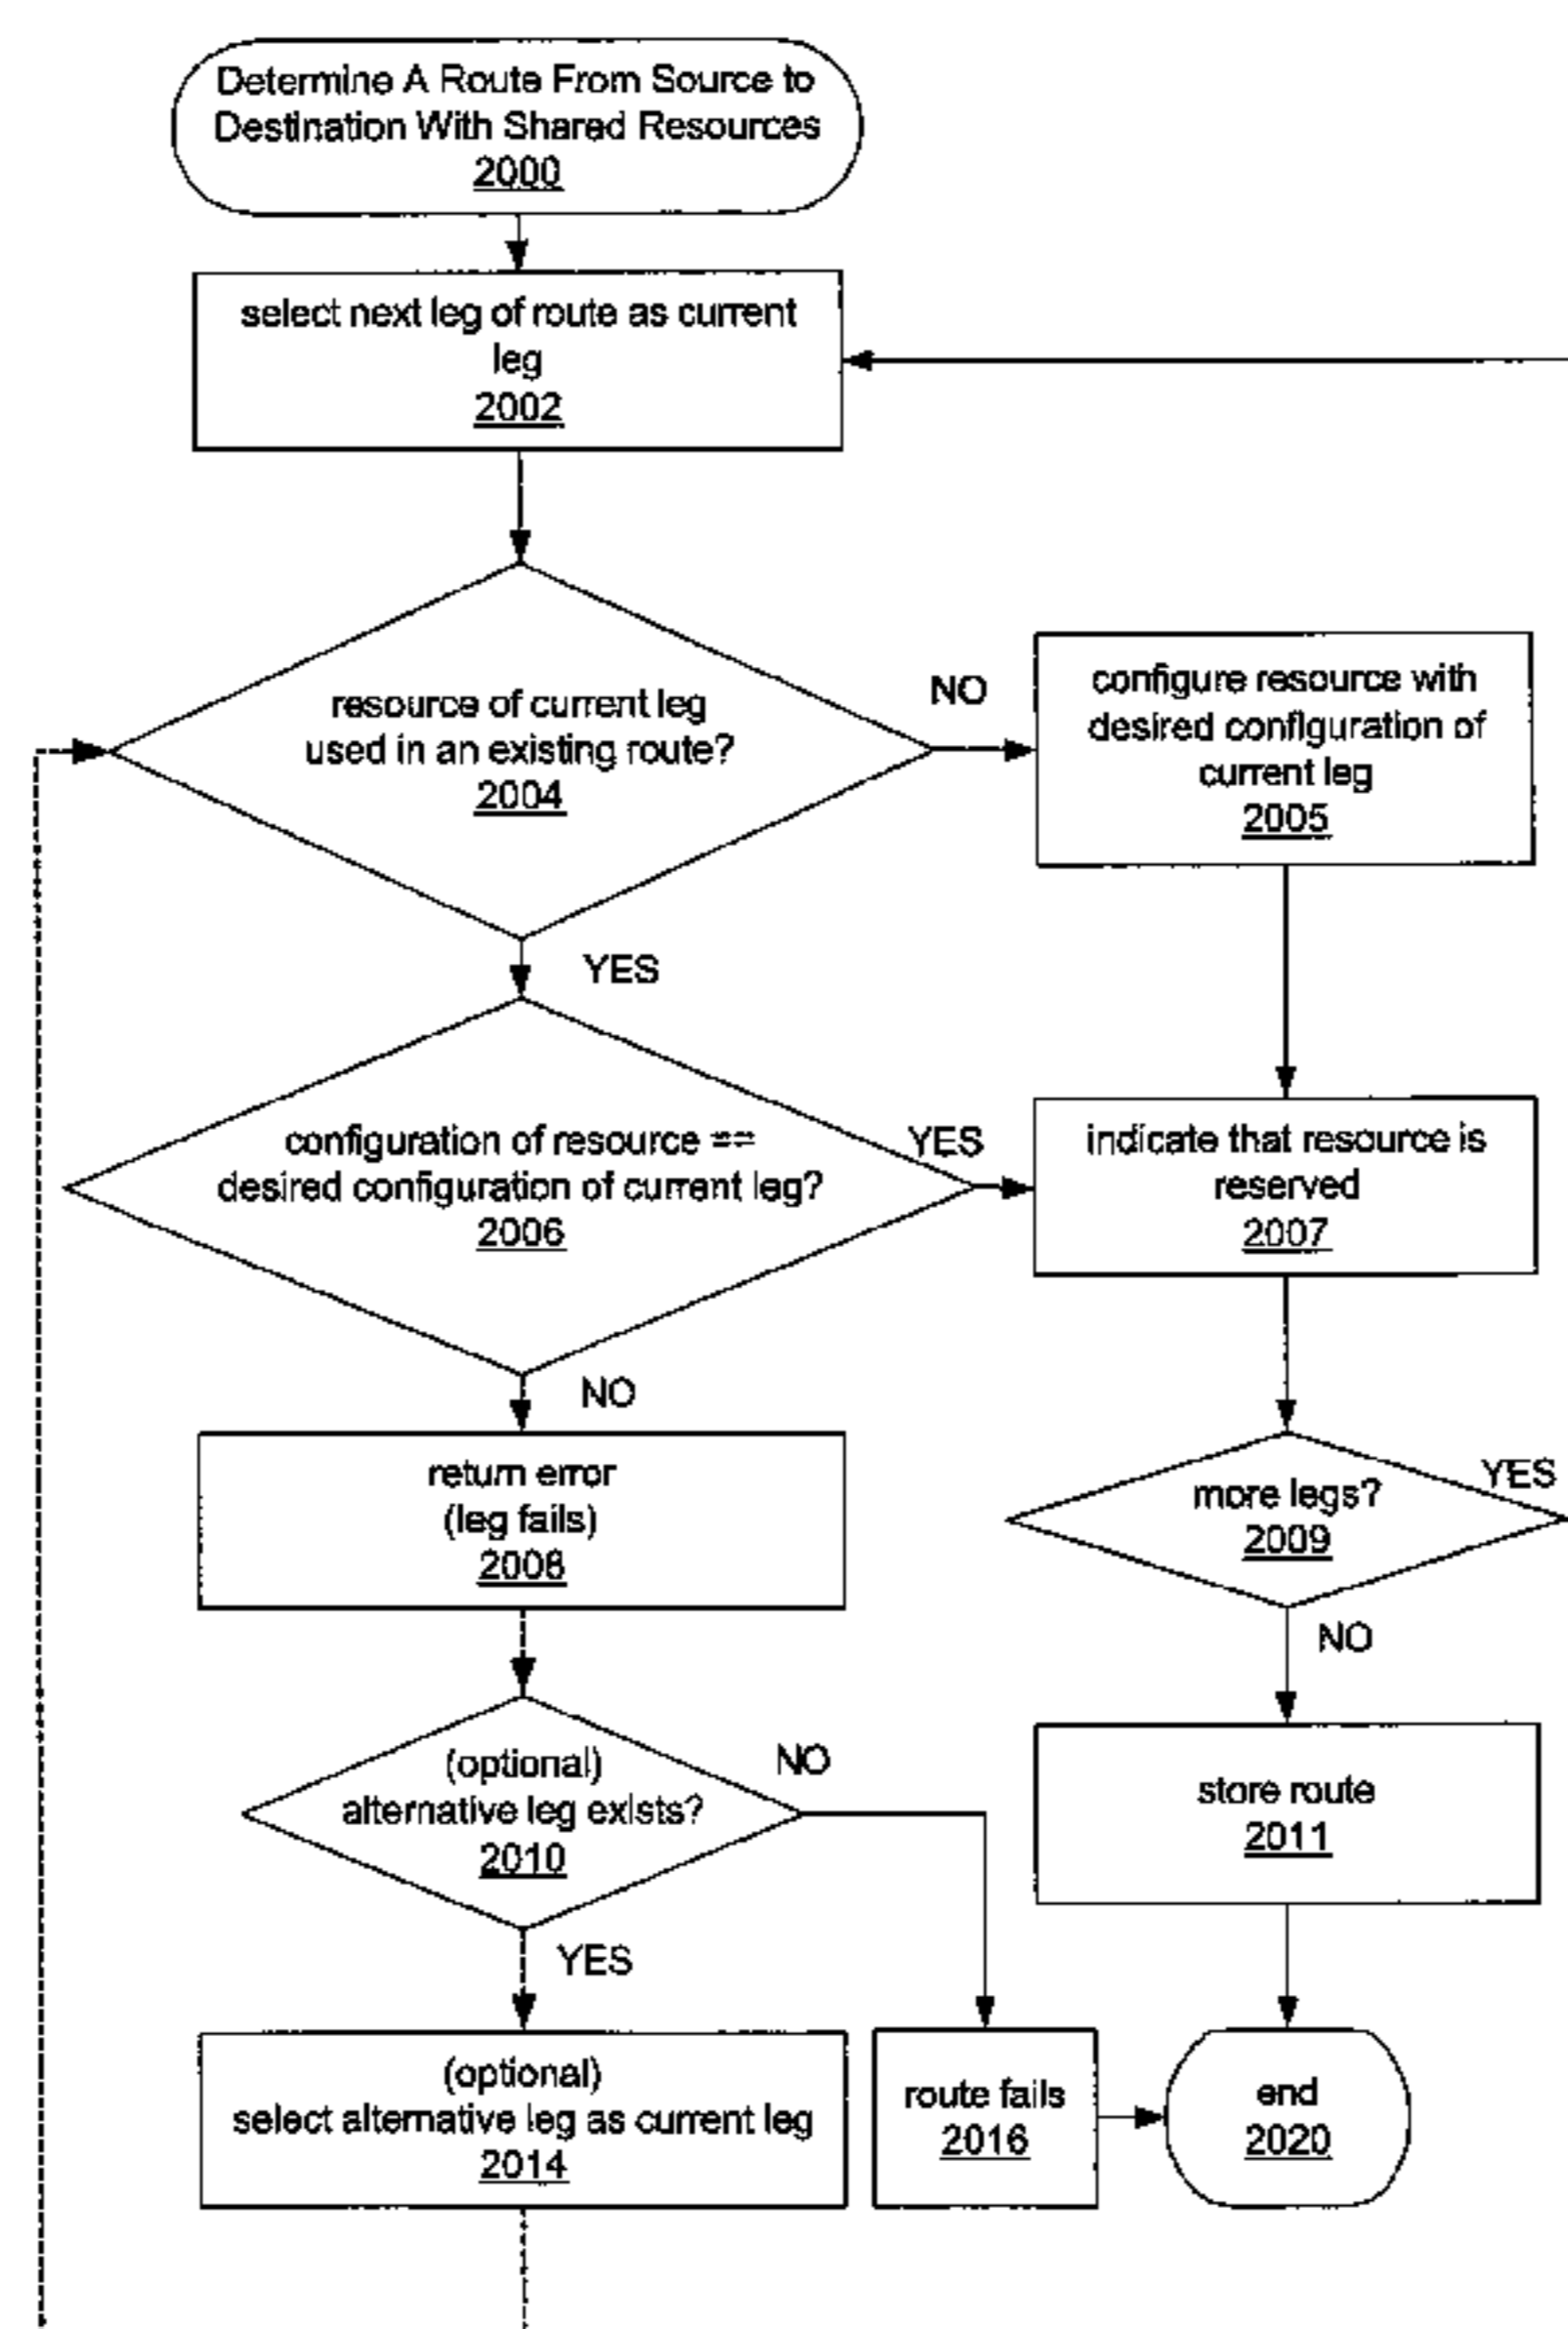 Determine A Route From Source to
Destination With Shared Resources
2000
select next leg of route as current
leg
2002
resource of current leg
used in an existing route?
2004
NO
configure resource with
desired configuration of
current leg
2005
YES
configuration of resource ==
desired configuration of current leg?
2006
YES
indicate that resource is
reserved
2007
NO
return error
(leg fails)
2008
more legs?
2009
YES
NO
(optional)
alternative leg exists?
2010
NO
store route
2011
YES
(optional)
select alternative leg as current leg
2014
route fails
2016
end
2020